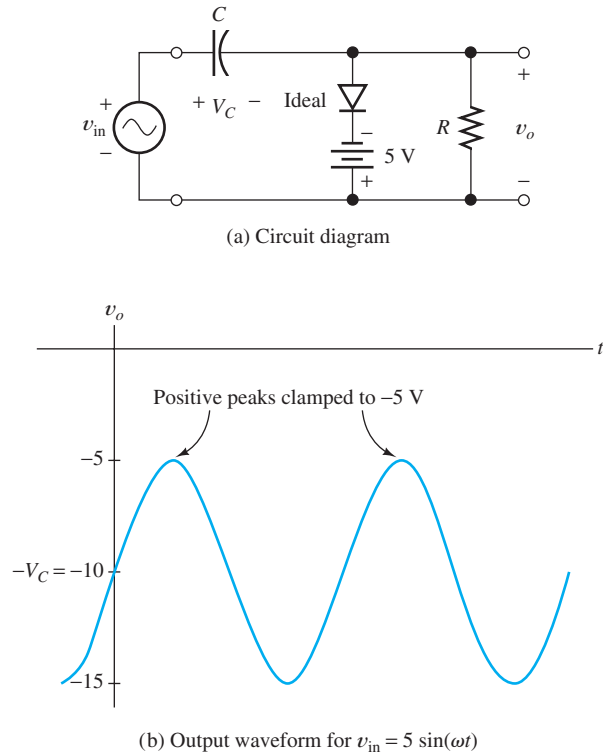 C
+ V_C −
Ideal
+
v_in
−
−
5 V
+
R
+
v_o
−
(a) Circuit diagram
v_o
t
Positive peaks clamped to −5 V
−5
−V_C = −10
−15
(b) Output waveform for v_in = 5 sin(ωt)